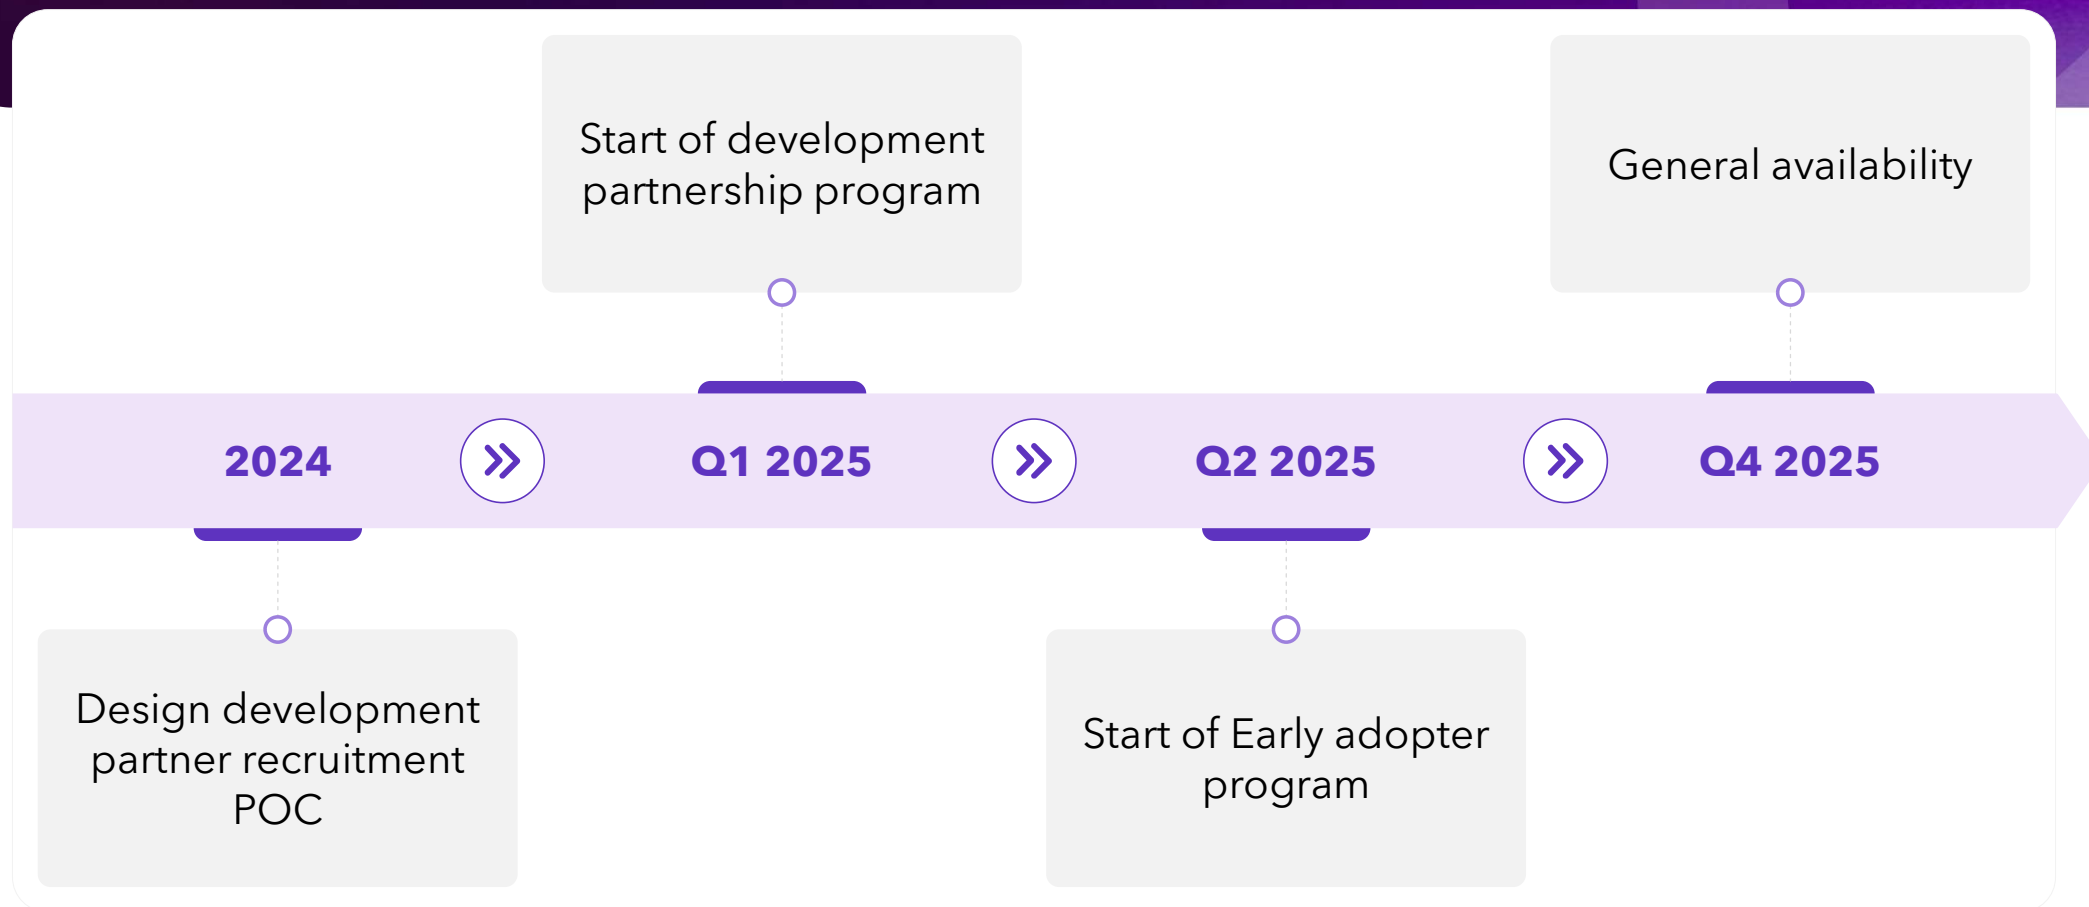 Start of development
partnership program
General availability
2024
Q1 2025
Q2 2025
Q4 2025
Design development
partner recruitment
POC
Start of Early adopter
program